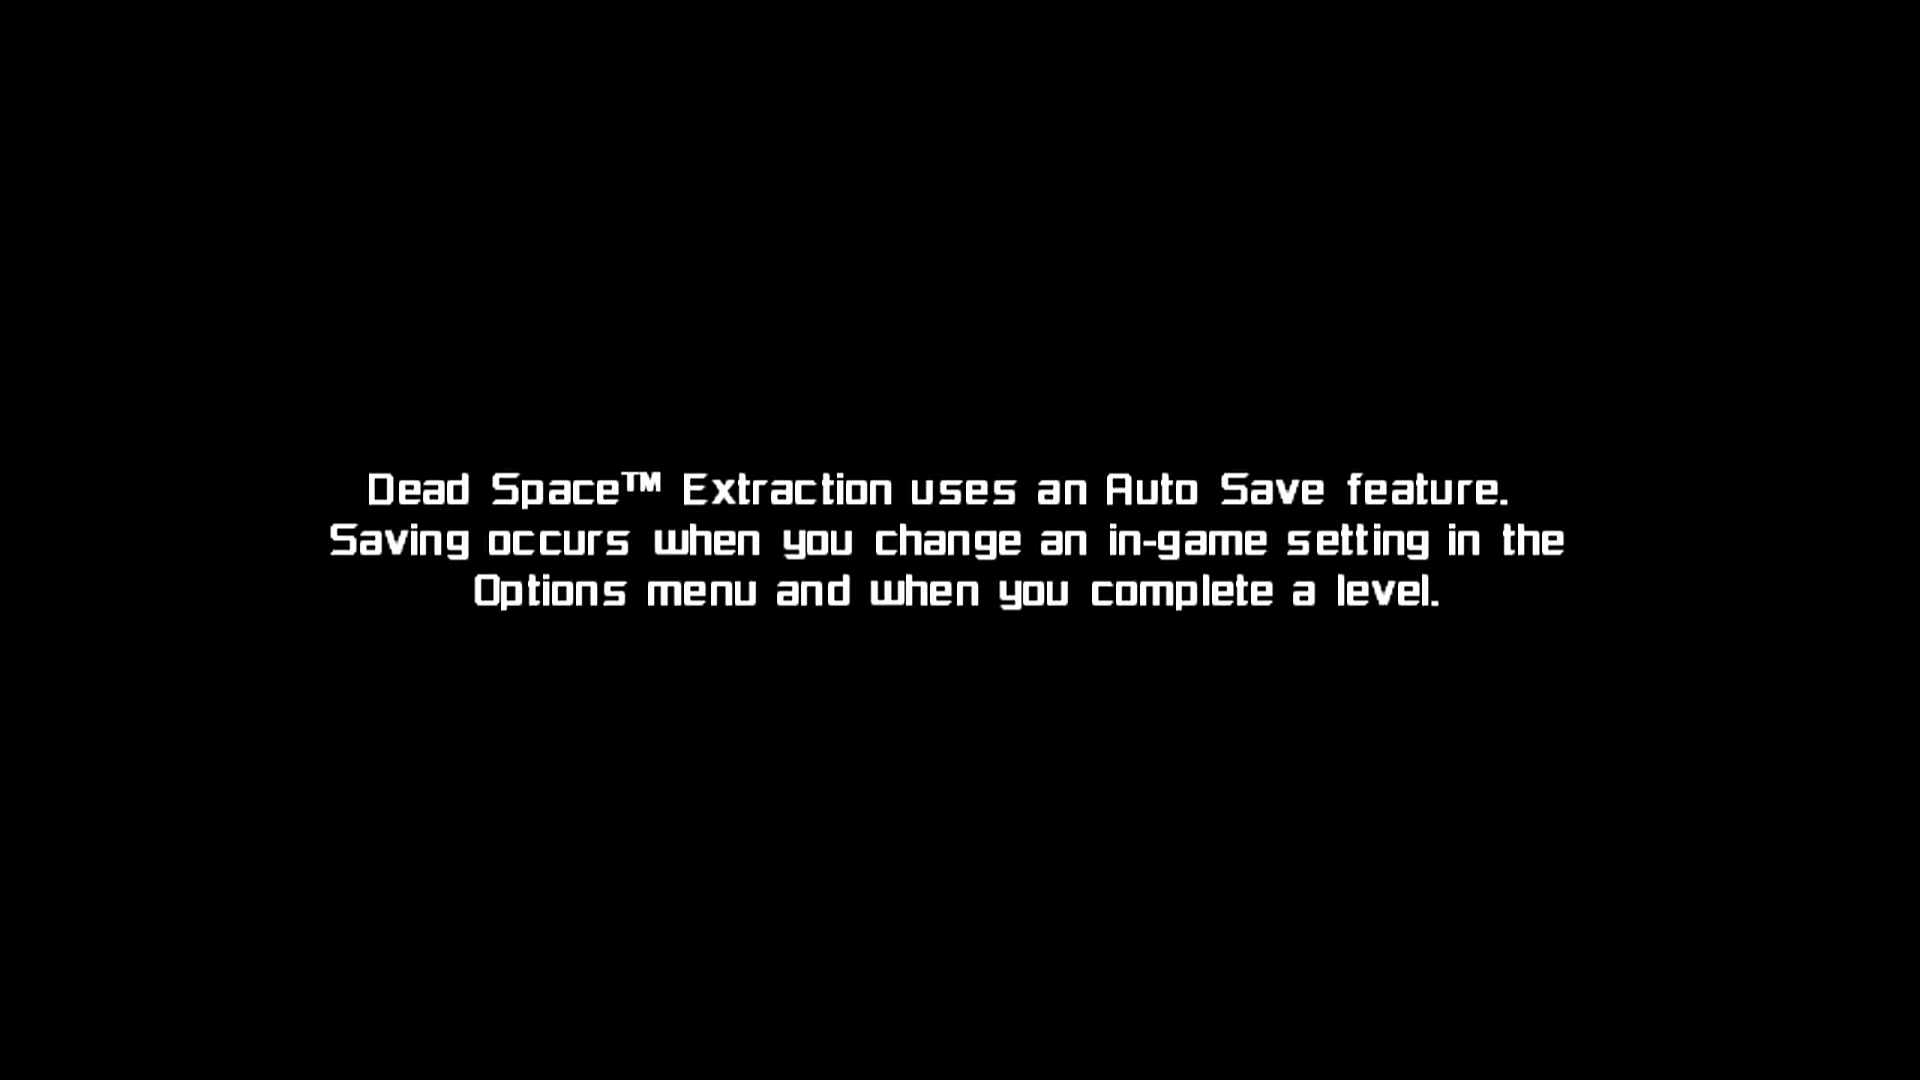 Dead Space™ Extraction uses an Auto Save feature.
Saving occurs when you change an in-game setting in the
Options menu and when you complete a level.